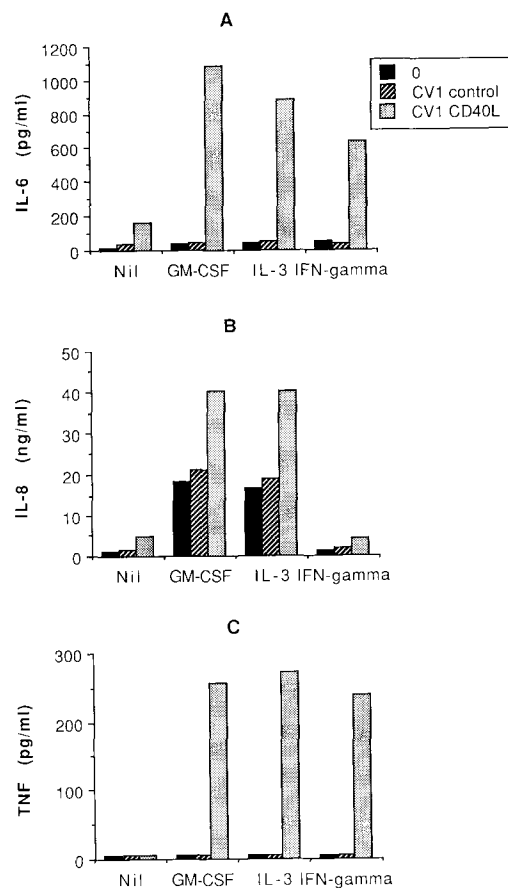 A
1200
1000
800
600
400
200
0
IL-6 (pg/ml)
Nil GM-CSF IL-3 IFN-gamma
0
CV1 control
CV1 CD40L
B
50
40
30
20
10
0
IL-8 (ng/ml)
Nil GM-CSF IL-3 IFN-gamma
C
300
200
100
0
TNF (pg/ml)
Nil GM-CSF IL-3 IFN-gamma